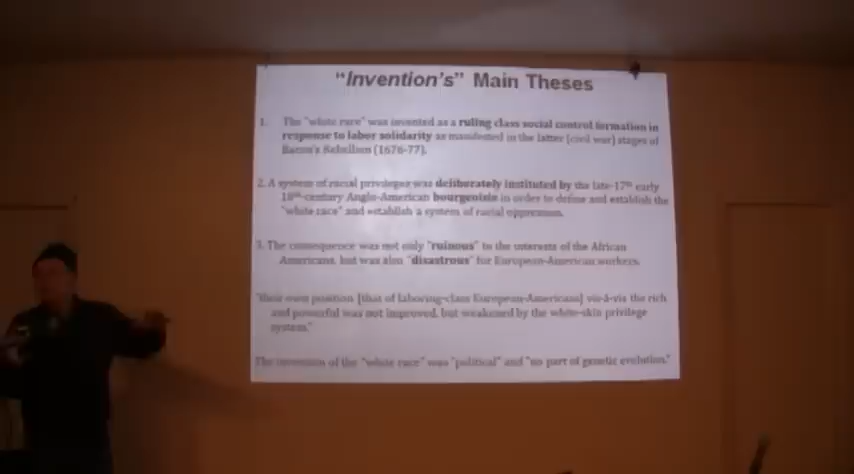 "Invention's" Main Theses
1. The "white race" was invented as a ruling class social control formation in
response to labor solidarity as manifested in the latter (civil war) stages of
Bacon's Rebellion (1676-77).
2. A system of racial privileges was deliberately instituted by the late-17th early
18th-century Anglo-American bourgeoisie in order to define and establish the
"white race" and establish a system of racial oppression.
3. The consequence was not only "ruinous" to the interests of the African
Americans, but was also "disastrous" for European-American workers.
"Their own position [that of laboring-class European-Americans] vis-à-vis the rich
and powerful was not improved, but weakened by the white-skin privilege
system."
The invention of the "white race" was "political" and "no part of genetic evolution."